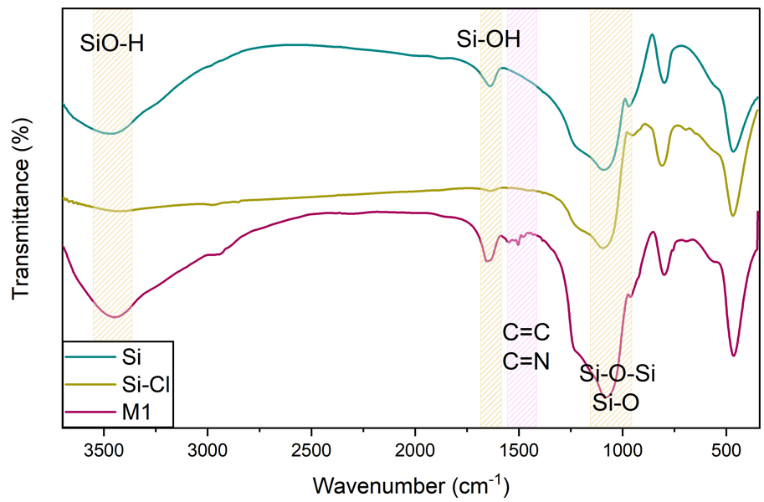 SiO-H
Si-OH
C=C
C=N
Si-O-Si
Si-O
Si
Si-Cl
M1
Transmittance (%)
3500 3000 2500 2000 1500 1000 500
Wavenumber (cm⁻¹)